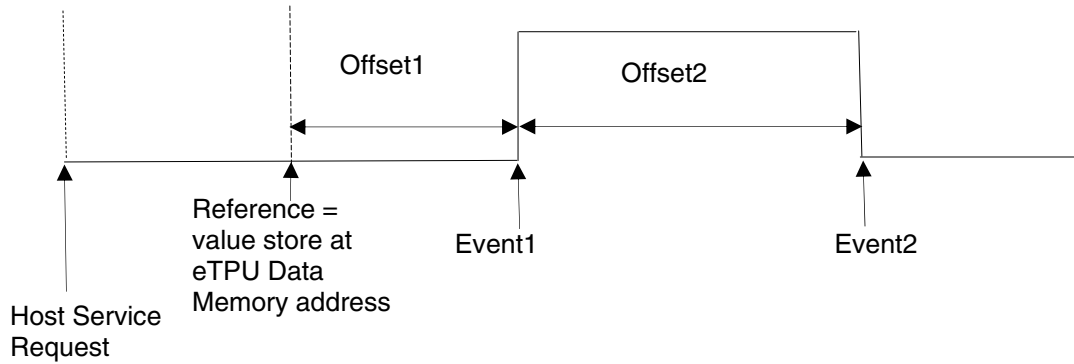 Offset1
Offset2
Reference =
value store at
eTPU Data
Memory address
Event1
Event2
Host Service
Request